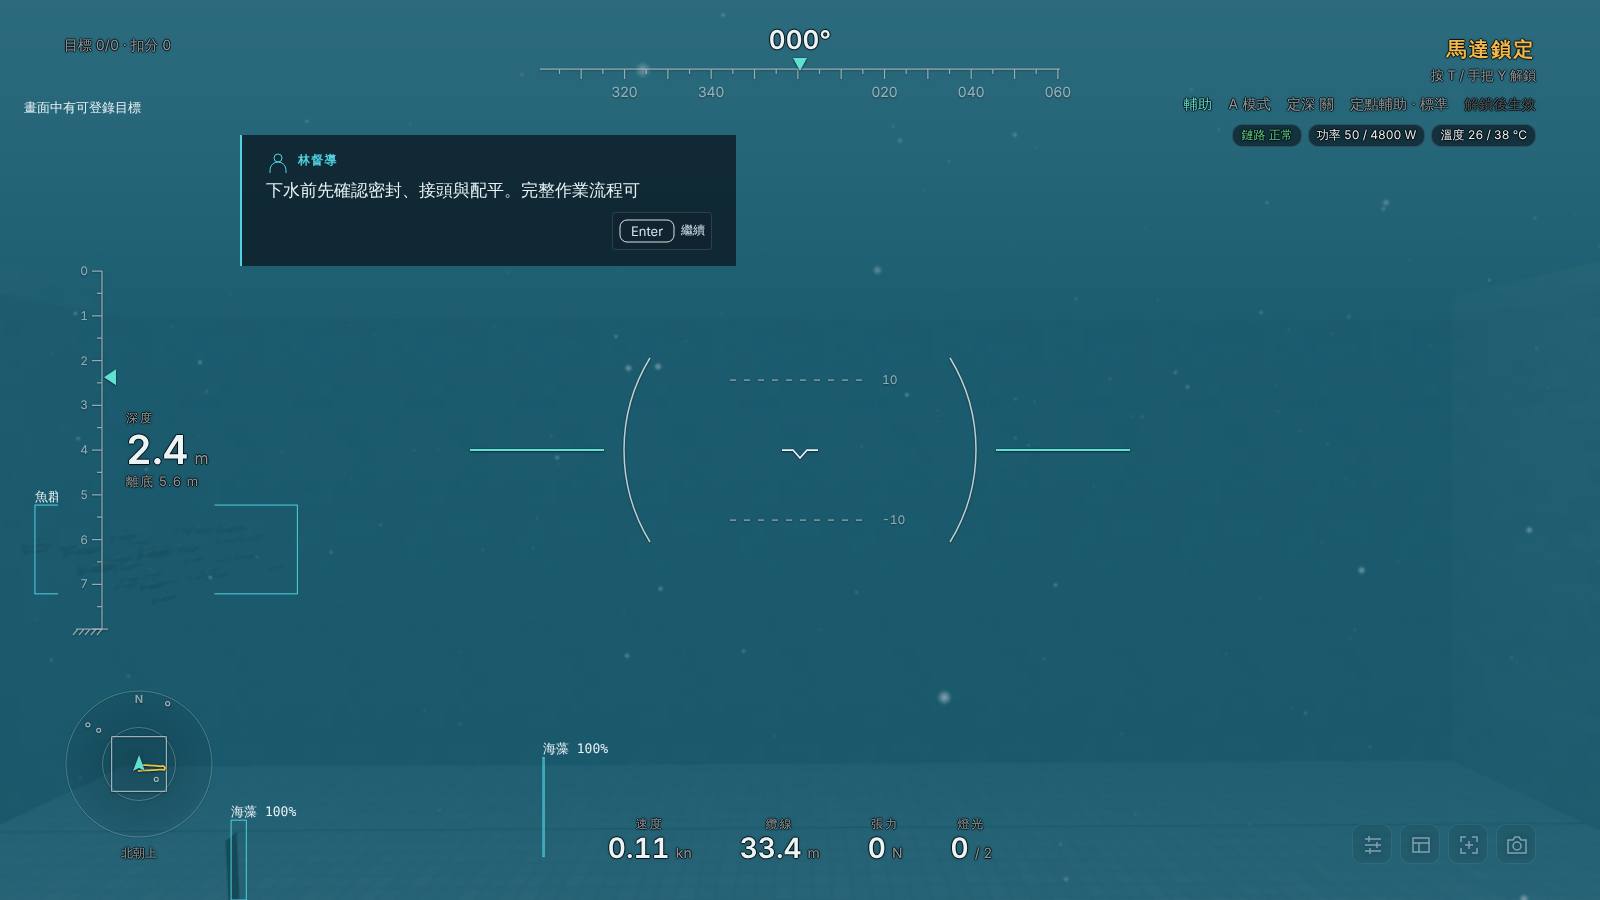 目標 0/0 · 扣分 0
000°
馬達鎖定
按 T / 手把 Y 解鎖
320 340 020 040 060
輔助 A 模式 定深 關 定點輔助 · 標準 解鎖後生效
畫面中有可登錄目標
鏈路 正常 功率 50 / 4800 W 溫度 26 / 38 °C
林督導
下水前先確認密封、接頭與配平。完整作業流程可
Enter 繼續
0
1
2
3
4
5
6
7
10
-10
深度
2.4 m
離底 5.6 m
魚群
N
北朝上
海藻 100%
海藻 100%
速度 纜線 張力 燈光
0.11 kn 33.4 m 0 N 0 / 2